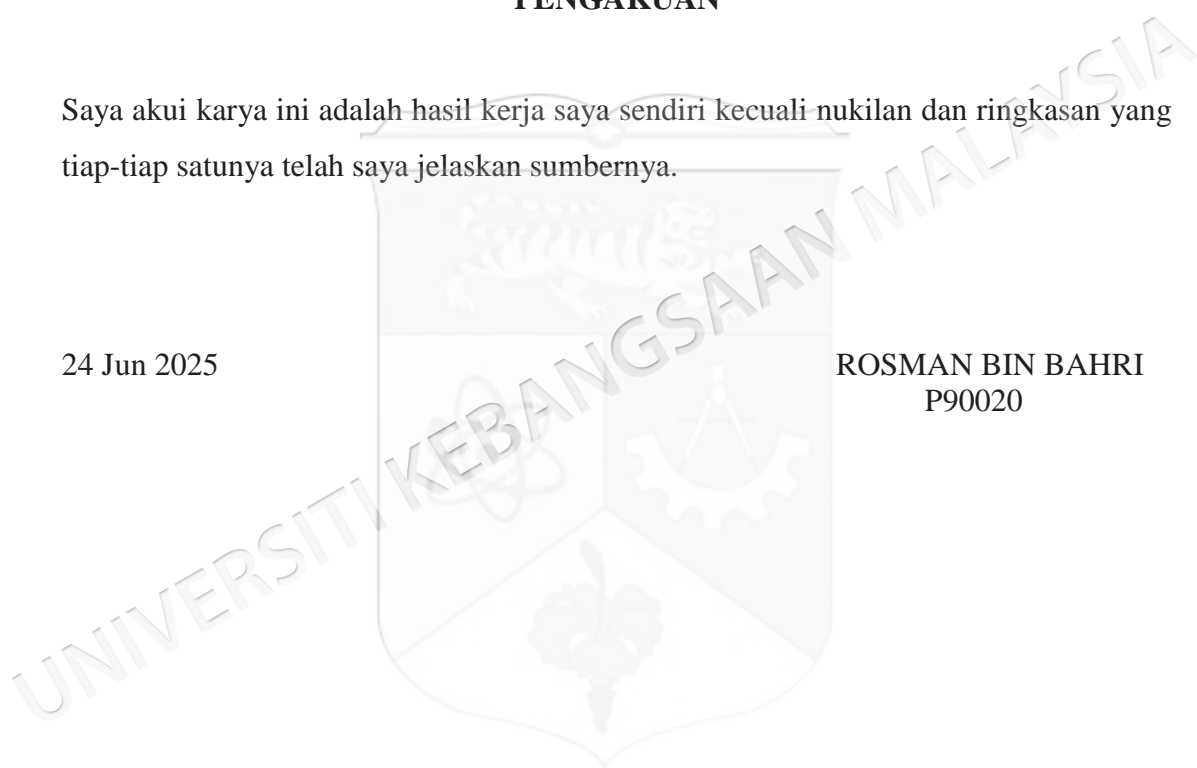 PENGAKUAN
Saya akui karya ini adalah hasil kerja saya sendiri kecuali nukilan dan ringkasan yang
tiap-tiap satunya telah saya jelaskan sumbernya.
24 Jun 2025
ROSMAN BIN BAHRI
P90020
UNIVERSITI KEBANGSAAN MALAYSIA